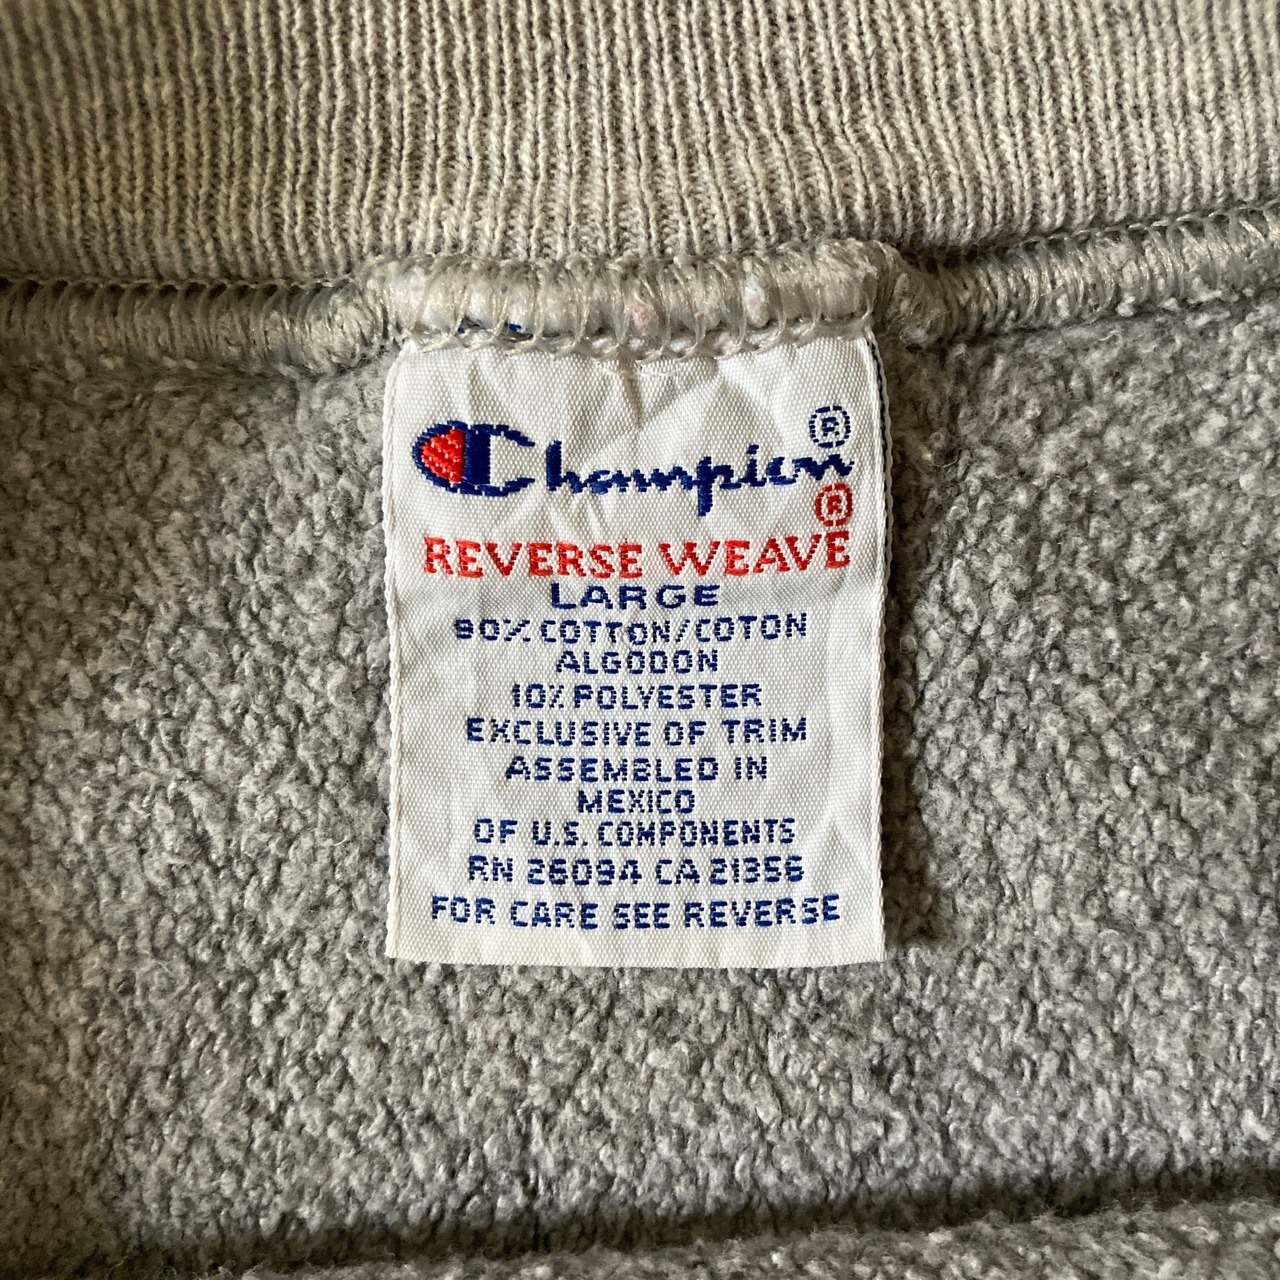 Champion®
®
REVERSE WEAVE
LARGE
90% COTTON/COTON
ALGODON
10% POLYESTER
EXCLUSIVE OF TRIM
ASSEMBLED IN
MEXICO
OF U.S. COMPONENTS
RN 26094 CA 21356
FOR CARE SEE REVERSE